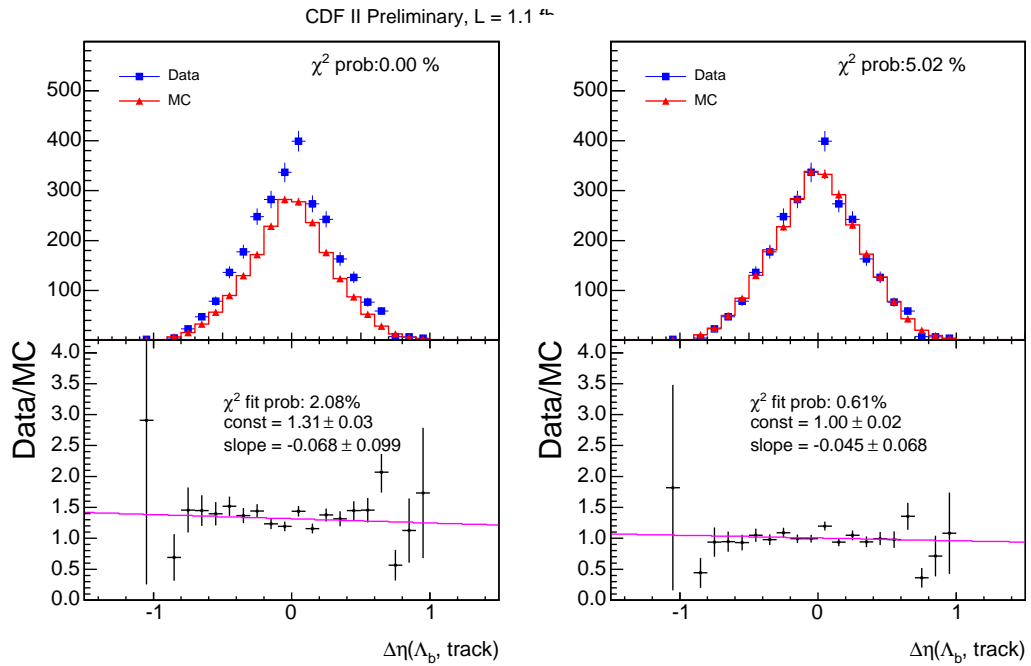 CDF II Preliminary, L = 1.1
χ² prob:0.00 %
Data
MC
500
400
300
200
100
4.0
3.5
3.0
2.5
2.0
1.5
1.0
0.5
0.0
Data/MC
χ² fit prob: 2.08%
const = 1.31 ± 0.03
slope = -0.068 ± 0.099
-1 0 1
Δη(Λ_b, track)
χ² prob:5.02 %
Data
MC
500
400
300
200
100
4.0
3.5
3.0
2.5
2.0
1.5
1.0
0.5
0.0
Data/MC
χ² fit prob: 0.61%
const = 1.00 ± 0.02
slope = -0.045 ± 0.068
-1 0 1
Δη(Λ_b, track)